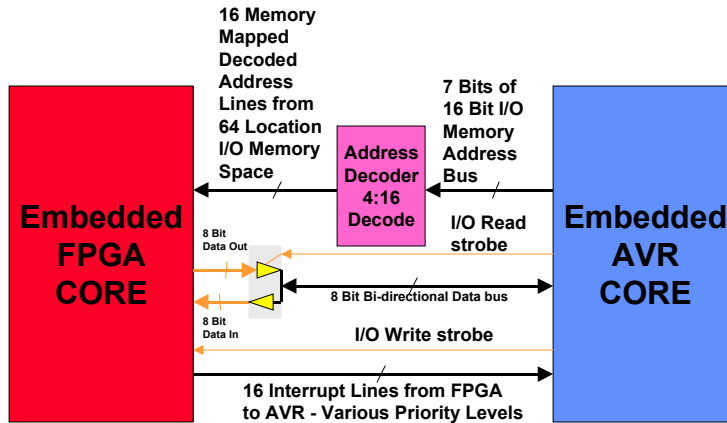 16 Memory
Mapped
Decoded
Address
Lines from
64 Location
I/O Memory
Space
7 Bits of
16 Bit I/O
Memory
Address
Bus
Address
Decoder
4:16
Decode
Embedded
FPGA
CORE
Embedded
AVR
CORE
I/O Read
strobe
8 Bit
Data Out
8 Bit Bi-directional Data bus
8 Bit
Data In
I/O Write strobe
16 Interrupt Lines from FPGA
to AVR - Various Priority Levels